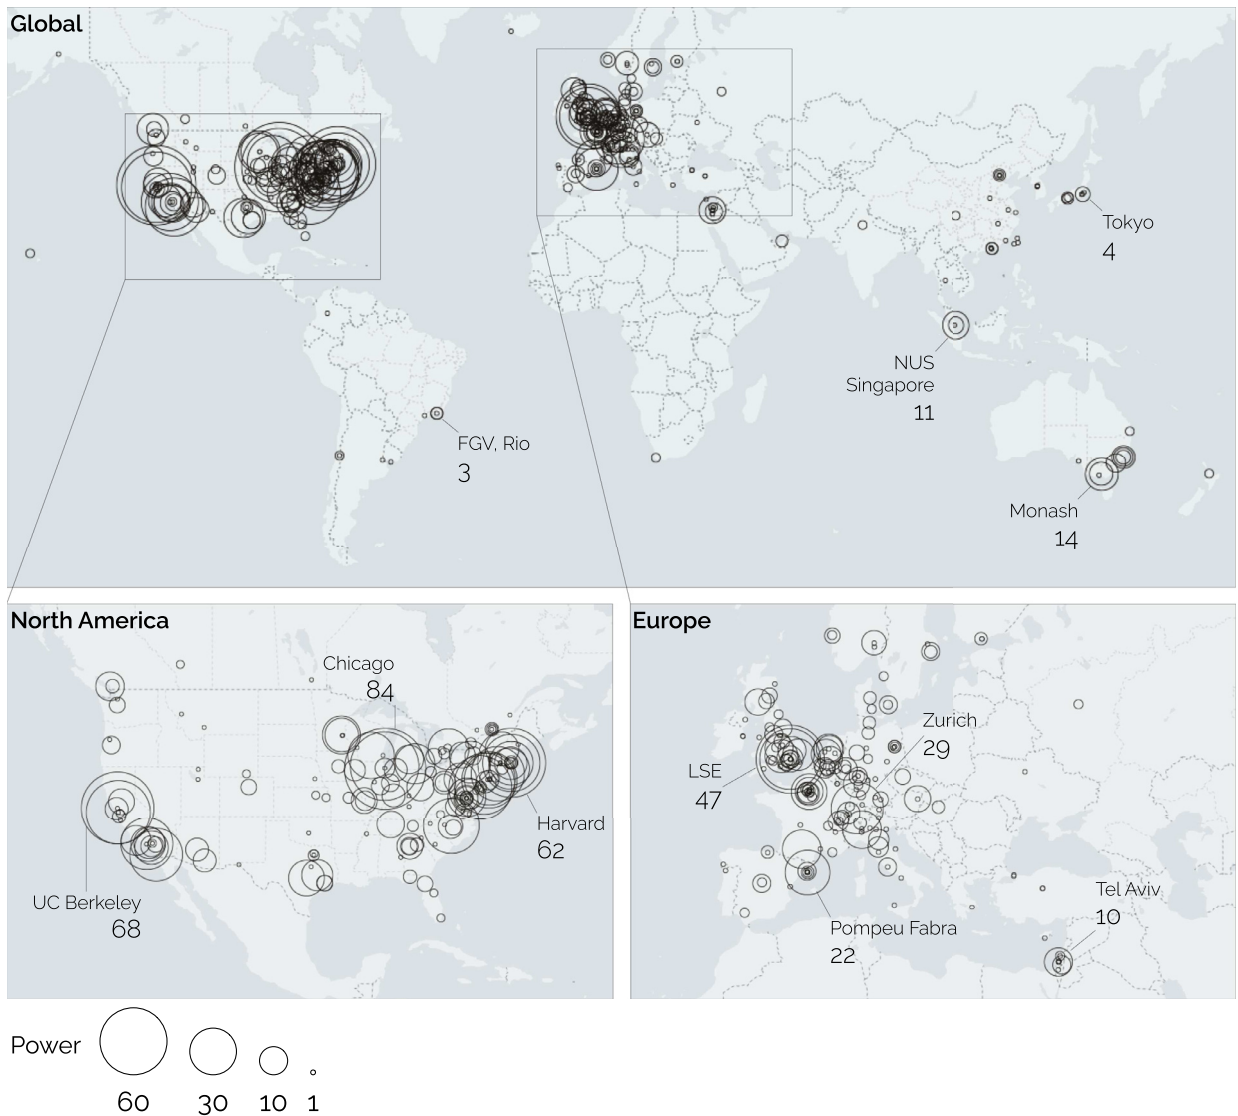 Global
Tokyo
4
NUS
Singapore
11
FGV, Rio
3
Monash
14
North America
Chicago
84
Harvard
62
UC Berkeley
68
Europe
Zurich
29
LSE
47
Tel Aviv
10
Pompeu Fabra
22
Power
60 30 10 1